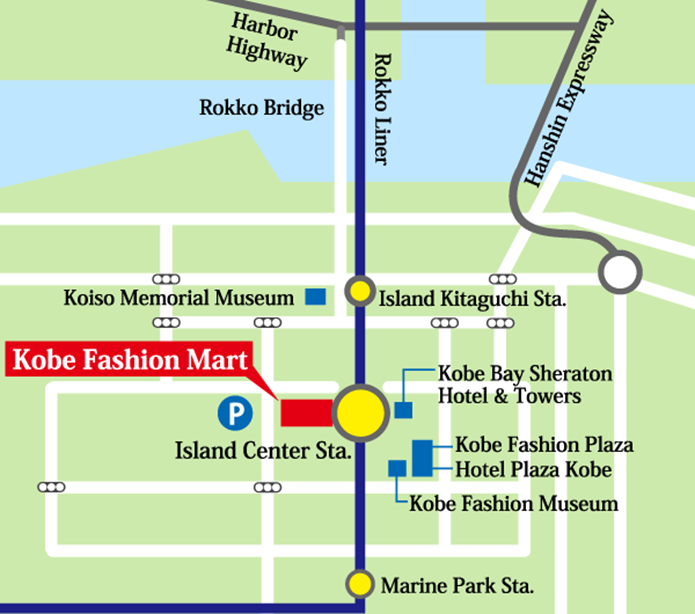 Harbor
Highway
Rokko Bridge
Rokko Liner
Hanshin Expressway
Koiso Memorial Museum
Island Kitaguchi Sta.
Kobe Fashion Mart
Kobe Bay Sheraton
Hotel & Towers
P
Island Center Sta.
Kobe Fashion Plaza
Hotel Plaza Kobe
Kobe Fashion Museum
Marine Park Sta.